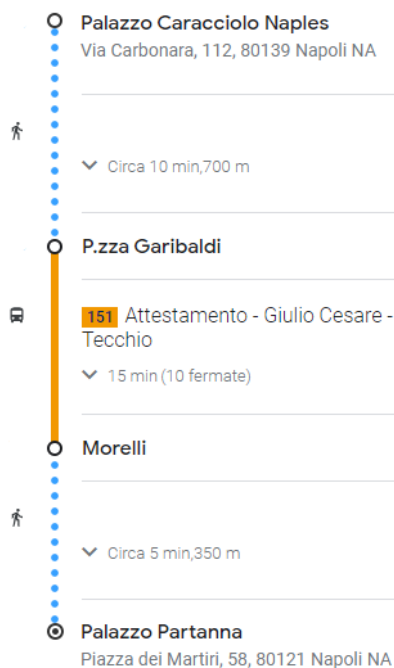 Palazzo Caracciolo Naples
Via Carbonara, 112, 80139 Napoli NA
Circa 10 min,700 m
P.zza Garibaldi
151 Attestamento - Giulio Cesare -
Tecchio
15 min (10 fermate)
Morelli
Circa 5 min,350 m
Palazzo Partanna
Piazza dei Martiri, 58, 80121 Napoli NA